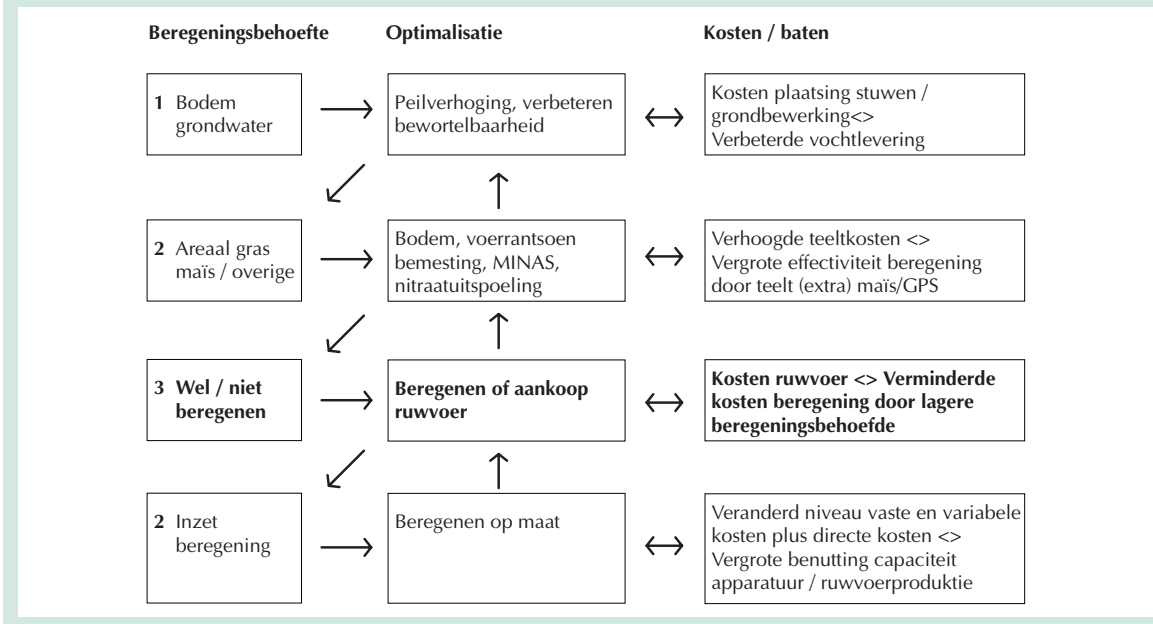 Beregeningsbehoefte Optimalisatie Kosten / baten
1 Bodem
grondwater
Peilverhoging, verbeteren
bewortelbaarheid
Kosten plaatsing stuwen /
grondbewerking<>
Verbeterde vochtlevering
2 Areaal gras
maïs / overige
Bodem, voerrantsoen
bemesting, MINAS,
nitraatuitspoeling
Verhoogde teeltkosten <>
Vergrote effectiviteit beregening
door teelt (extra) maïs/GPS
3 Wel / niet
beregenen
Beregenen of aankoop
ruwvoer
Kosten ruwvoer <> Verminderde
kosten beregening door lagere
beregeningsbehoefde
2 Inzet
beregening
Beregenen op maat
Veranderd niveau vaste en variabele
kosten plus directe kosten <>
Vergrote benutting capaciteit
apparatuur / ruwvoerproduktie